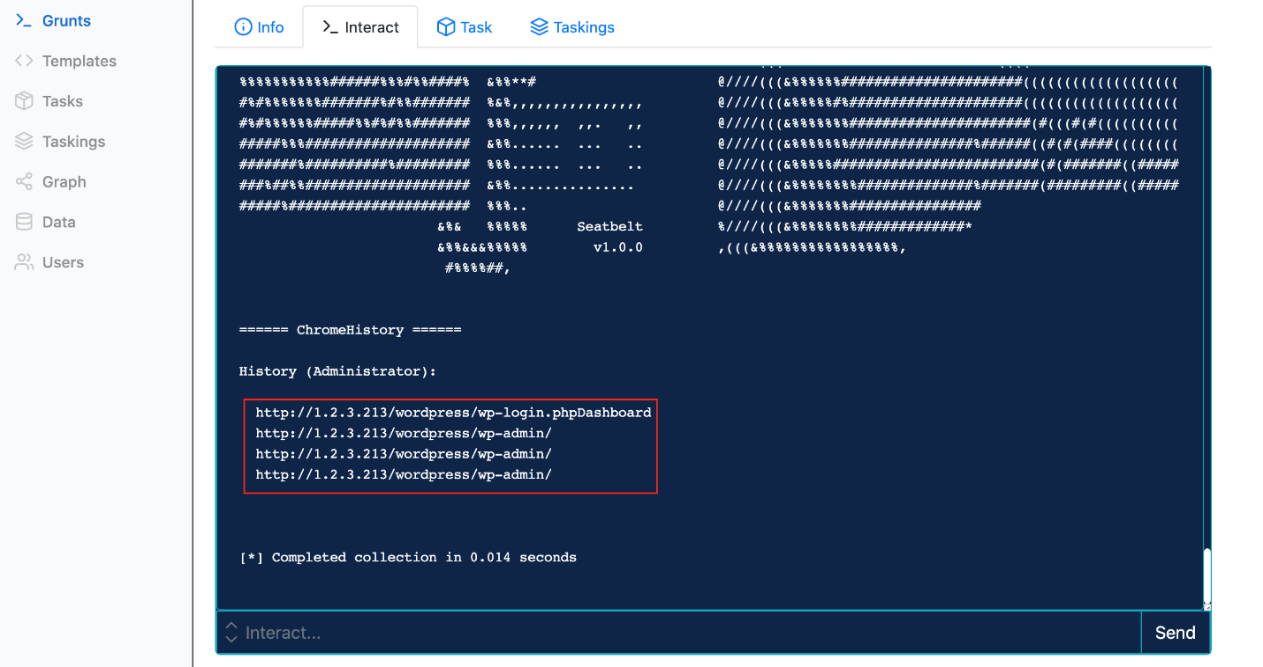 Grunts
Templates
Tasks
Taskings
Graph
Data
Users
Info
Interact
Task
Taskings
Seatbelt
v1.0.0
====== ChromeHistory ======
History (Administrator):
http://1.2.3.213/wordpress/wp-login.phpDashboard
http://1.2.3.213/wordpress/wp-admin/
http://1.2.3.213/wordpress/wp-admin/
http://1.2.3.213/wordpress/wp-admin/
[*] Completed collection in 0.014 seconds
Interact...
Send